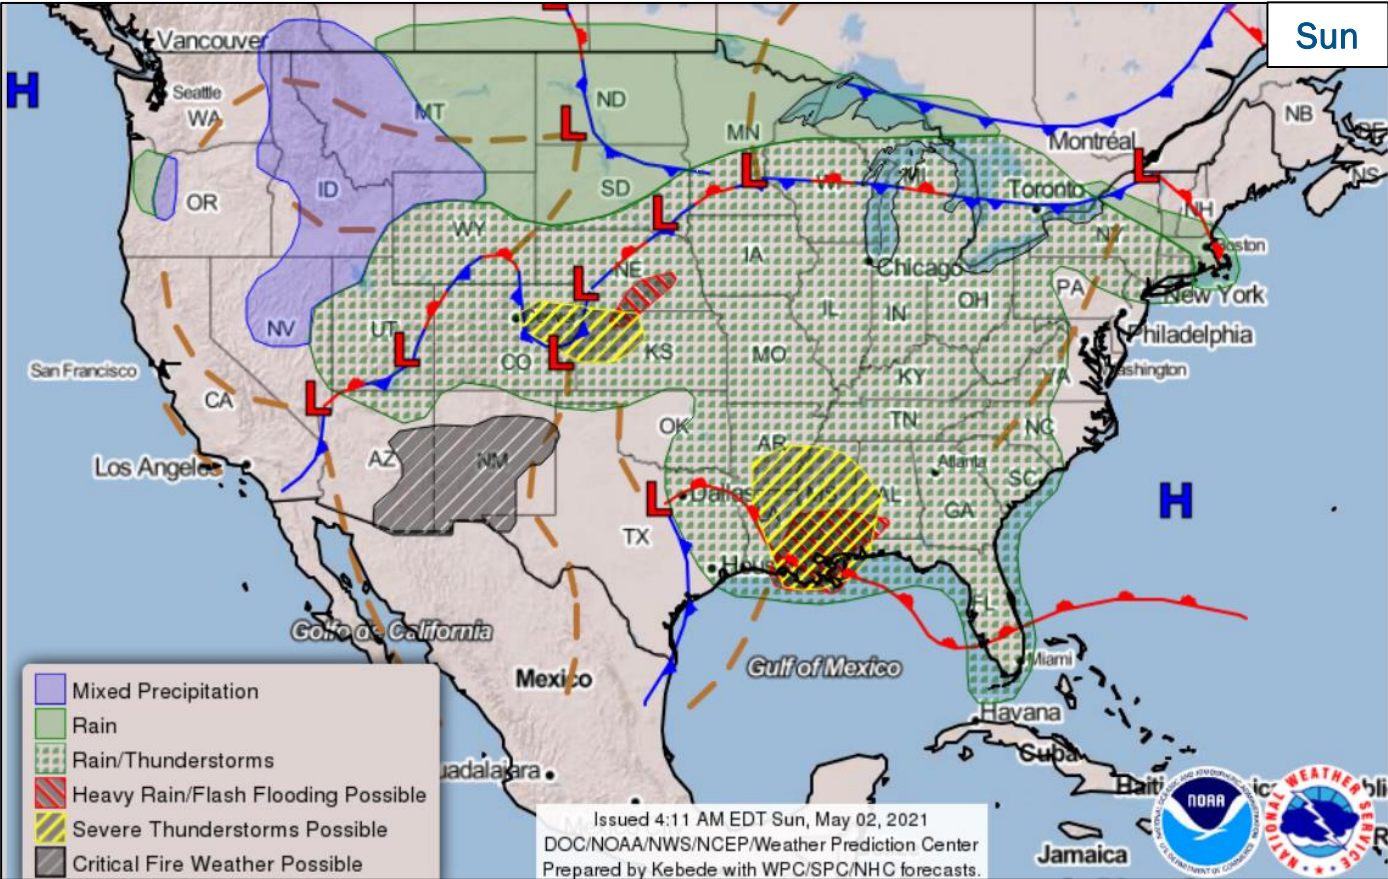 Sun
Vancouver
H
Seattle
WA
MT
ND
MN
Montréal
NB
NS
L
L
L
ID
OR
SD
WI
MI
Toronto
NH
WY
L
NY
Boston
NE
IA
Chicago
PA
New York
L
OH
IL
IN
NV
UT
Philadelphia
San Francisco
L
CO
L
KS
MO
Washington
KY
VA
CA
L
OK
TN
NC
AR
Los Angeles
AZ
NM
Atlanta
SC
L
Dallas
MS
AL
GA
H
TX
LA
Houston
FL
Golfo de California
Gulf of Mexico
Miami
Mexico
Havana
Cuba
Haiti
Jamaica
Mixed Precipitation
Rain
Rain/Thunderstorms
Heavy Rain/Flash Flooding Possible
Severe Thunderstorms Possible
Critical Fire Weather Possible
Issued 4:11 AM EDT Sun, May 02, 2021
DOC/NOAA/NWS/NCEP/Weather Prediction Center
Prepared by Kebede with WPC/SPC/NHC forecasts.
NOAA
NATIONAL WEATHER SERVICE